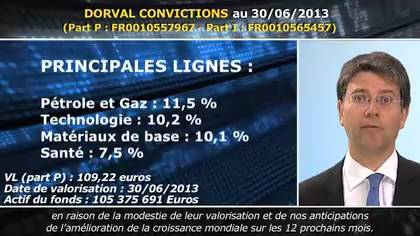 DORVAL CONVICTIONS au 30/06/2013
(Part P : FR0010557967 - Part I : FR0010565457)
PRINCIPALES LIGNES :
Pétrole et Gaz : 11,5 %
Technologie : 10,2 %
Matériaux de base : 10,1 %
Santé : 7,5 %
VL (part P) : 109,22 euros
Date de valorisation : 30/06/2013
Actif du fonds : 105 375 691 Euros
en raison de la modestie de leur valorisation et de nos anticipations
de l'amélioration de la croissance mondiale sur les 12 prochains mois.